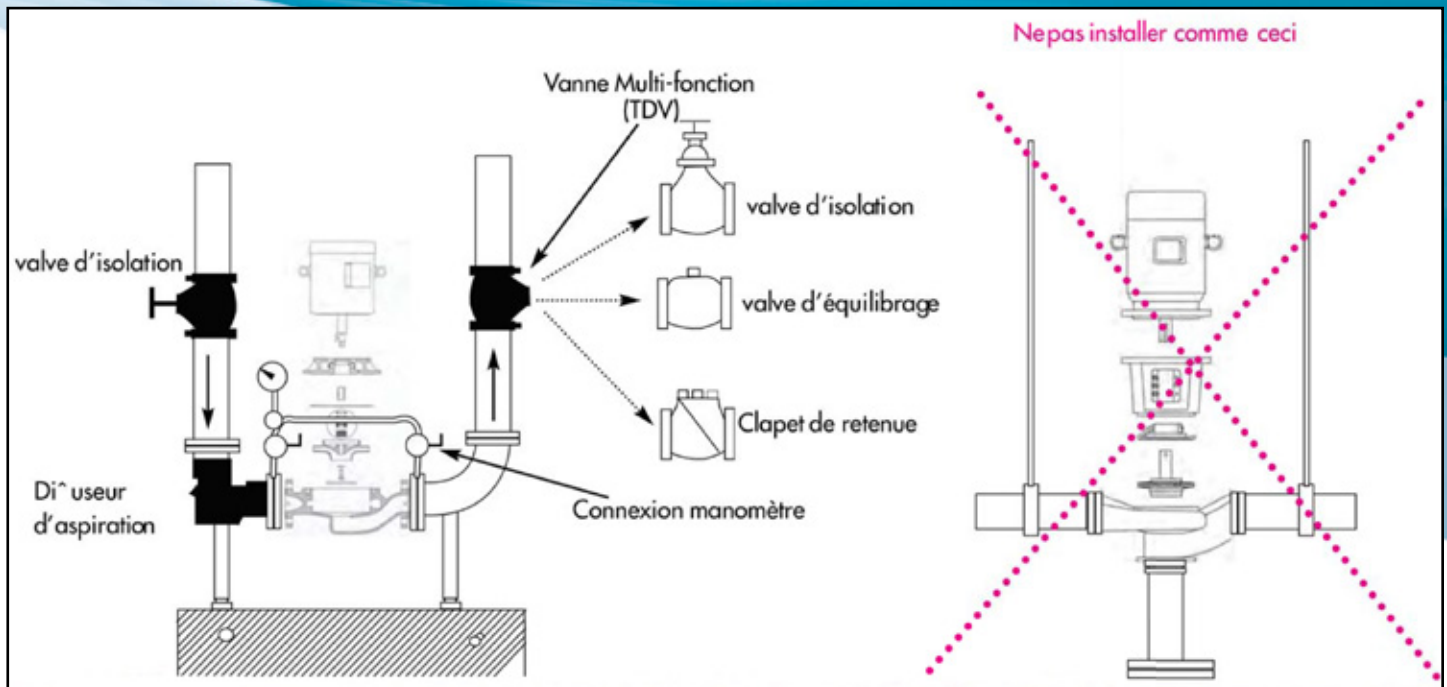 Ne pas installer comme ceci
Vanne Multi-fonction
(TDV)
valve d'isolation
valve d'isolation
valve d'équilibrage
Clapet de retenue
Di^ useur
d'aspiration
Connexion manomètre